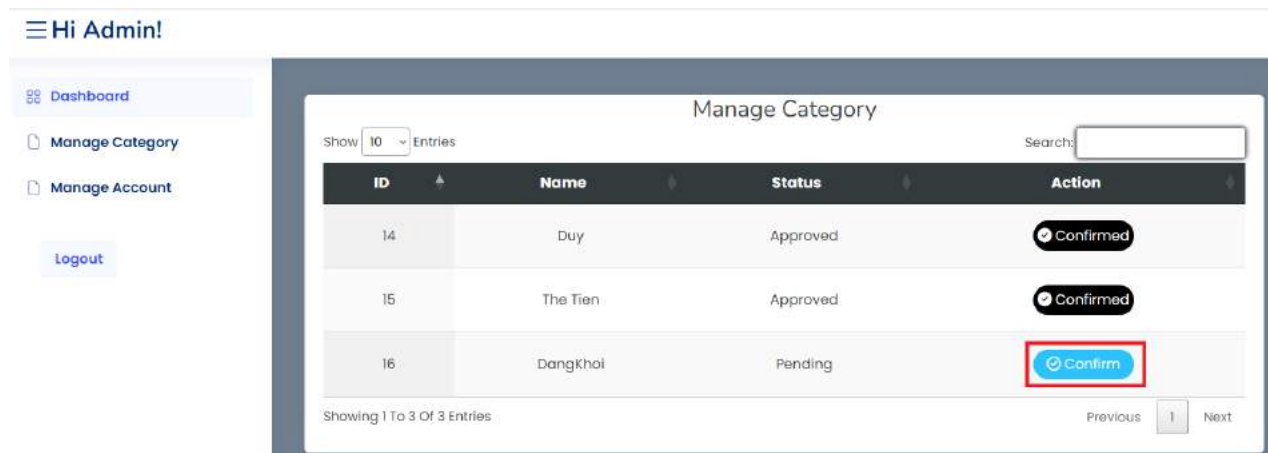 Hi Admin!
Dashboard
Manage Category
Manage Account
Logout
Manage Category
Show 10 Entries
Search:
ID Name Status Action
14 Duy Approved Confirmed
15 The Tien Approved Confirmed
16 DangKhoi Pending Confirm
Showing 1 To 3 Of 3 Entries
Previous 1 Next